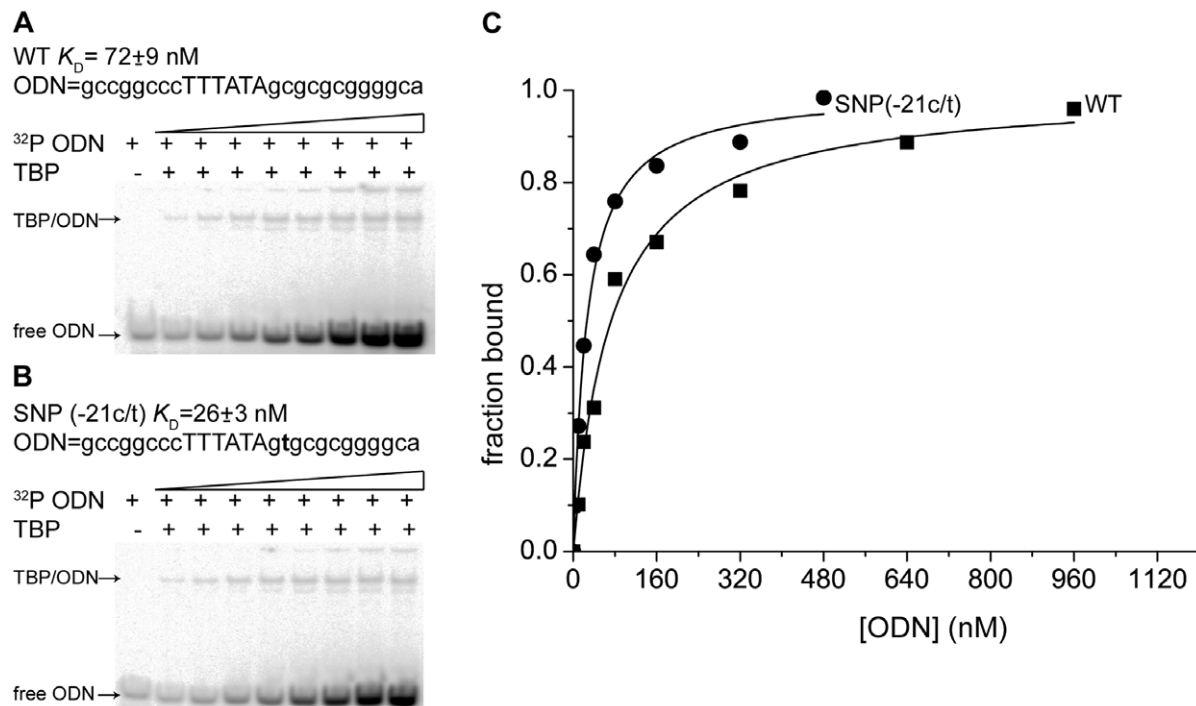 A
WT K_D= 72±9 nM
ODN=gccggcccTTTATAgcgcgcggggca
32P ODN + + + + + + + + +
TBP - + + + + + + + +
TBP/ODN→
free ODN→
B
SNP (-21c/t) K_D=26±3 nM
ODN=gccggcccTTTATAgtgcgcggggca
32P ODN + + + + + + + + +
TBP - + + + + + + + +
TBP/ODN→
free ODN→
C
fraction bound
1.0
0.8
0.6
0.4
0.2
0.0
SNP(-21c/t)
WT
0 160 320 480 640 800 960 1120
[ODN] (nM)